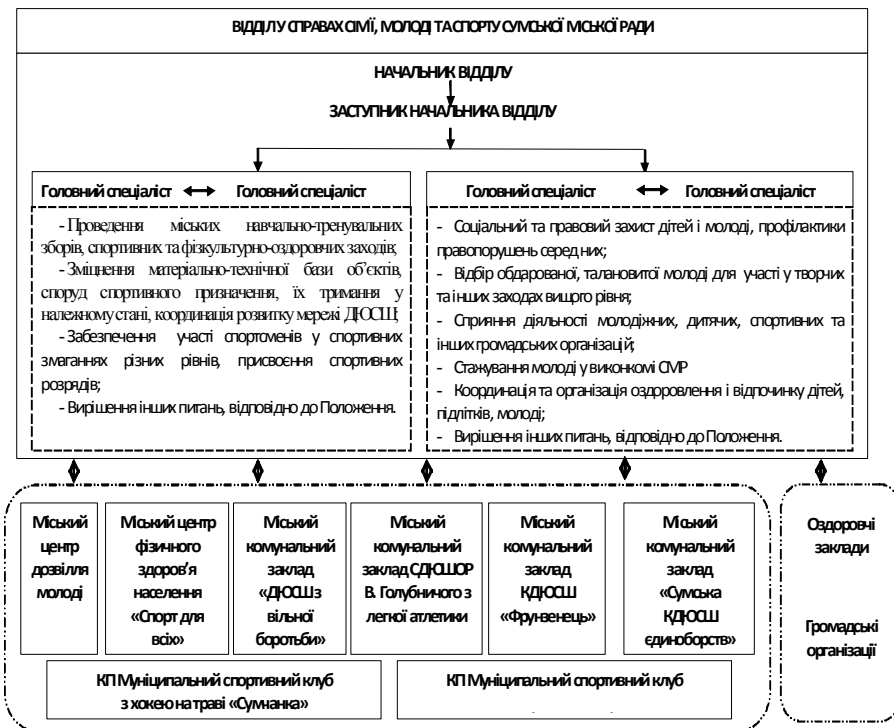 ВІДДІЛ У СПРАВАХ СІМ'Ї, МОЛОДІ ТА СПОРТУ СУМСЬКОЇ МІСЬКОЇ РАДИ
НАЧАЛЬНИК ВІДДІЛУ
ЗАСТУПНИК НАЧАЛЬНИКА ВІДДІЛУ
Головний спеціаліст Головний спеціаліст
- Проведення міських навчально-тренувальних
зборів, спортивних та фізкультурно-оздоровчих заходів;
- Зміцнення матеріально-технічної бази об'єктів,
споруд спортивного призначення, їх тримання у
належному стані, координація розвитку мережі ДЮСШ;
- Забезпечення участі спортсменів у спортивних
змаганнях різних рівнів, присвоєння спортивних
розрядів;
- Вирішення інших питань, відповідно до Положення.
Головний спеціаліст Головний спеціаліст
- Соціальний та правовий захист дітей і молоді, профілактики
правопорушень серед них;
- Відбір обдарованої, талановитої молоді для участі у творчих
та інших заходах вищого рівня;
- Сприяння діяльності молодіжних, дитячих, спортивних та
інших громадських організацій;
- Стажування молоді у виконкомі СМР
- Координація та організація оздоровлення і відпочинку дітей,
підлітків, молоді;
- Вирішення інших питань, відповідно до Положення.
Міський
центр
дозвілля
молоді
Міський центр
фізичного
здоров'я
населення
«Спорт для
всіх»
Міський
комунальний
заклад
«ДЮСШ з
вільної
боротьби»
Міський
комунальний
заклад СДЮШОР
В. Голубничого з
легкої атлетики
Міський
комунальний
заклад
КДЮСШ
«Фрунзенець»
Міський
комунальний
заклад
«Сумська
КДЮСШ
єдиноборств»
КП Муніципальний спортивний клуб
з хокею на траві «Сумчанка»
КП Муніципальний спортивний клуб
Оздоровчі
заклади
Громадські
організації